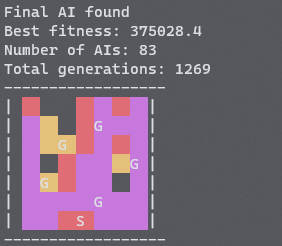 Final AI found
Best fitness: 375028.4
Number of AIs: 83
Total generations: 1269
------------------
| |
| G |
| G |
| G |
| G |
| G |
| S |
------------------